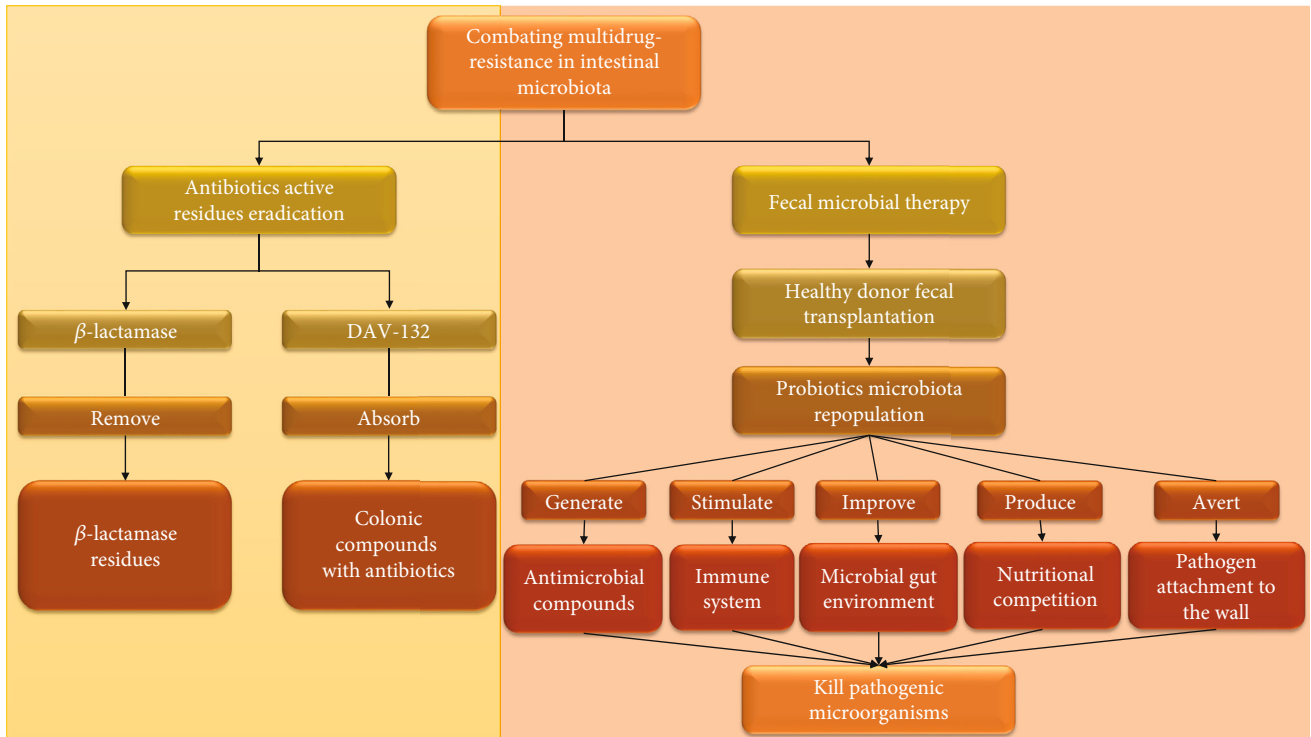 Combating multidrug-
resistance in intestinal
microbiota
Antibiotics active
residues eradication
Fecal microbial therapy
β-lactamase
DAV-132
Healthy donor fecal
transplantation
Remove
Absorb
Probiotics microbiota
repopulation
β-lactamase
residues
Colonic
compounds
with antibiotics
Generate
Stimulate
Improve
Produce
Avert
Antimicrobial
compounds
Immune
system
Microbial gut
environment
Nutritional
competition
Pathogen
attachment to
the wall
Kill pathogenic
microorganisms